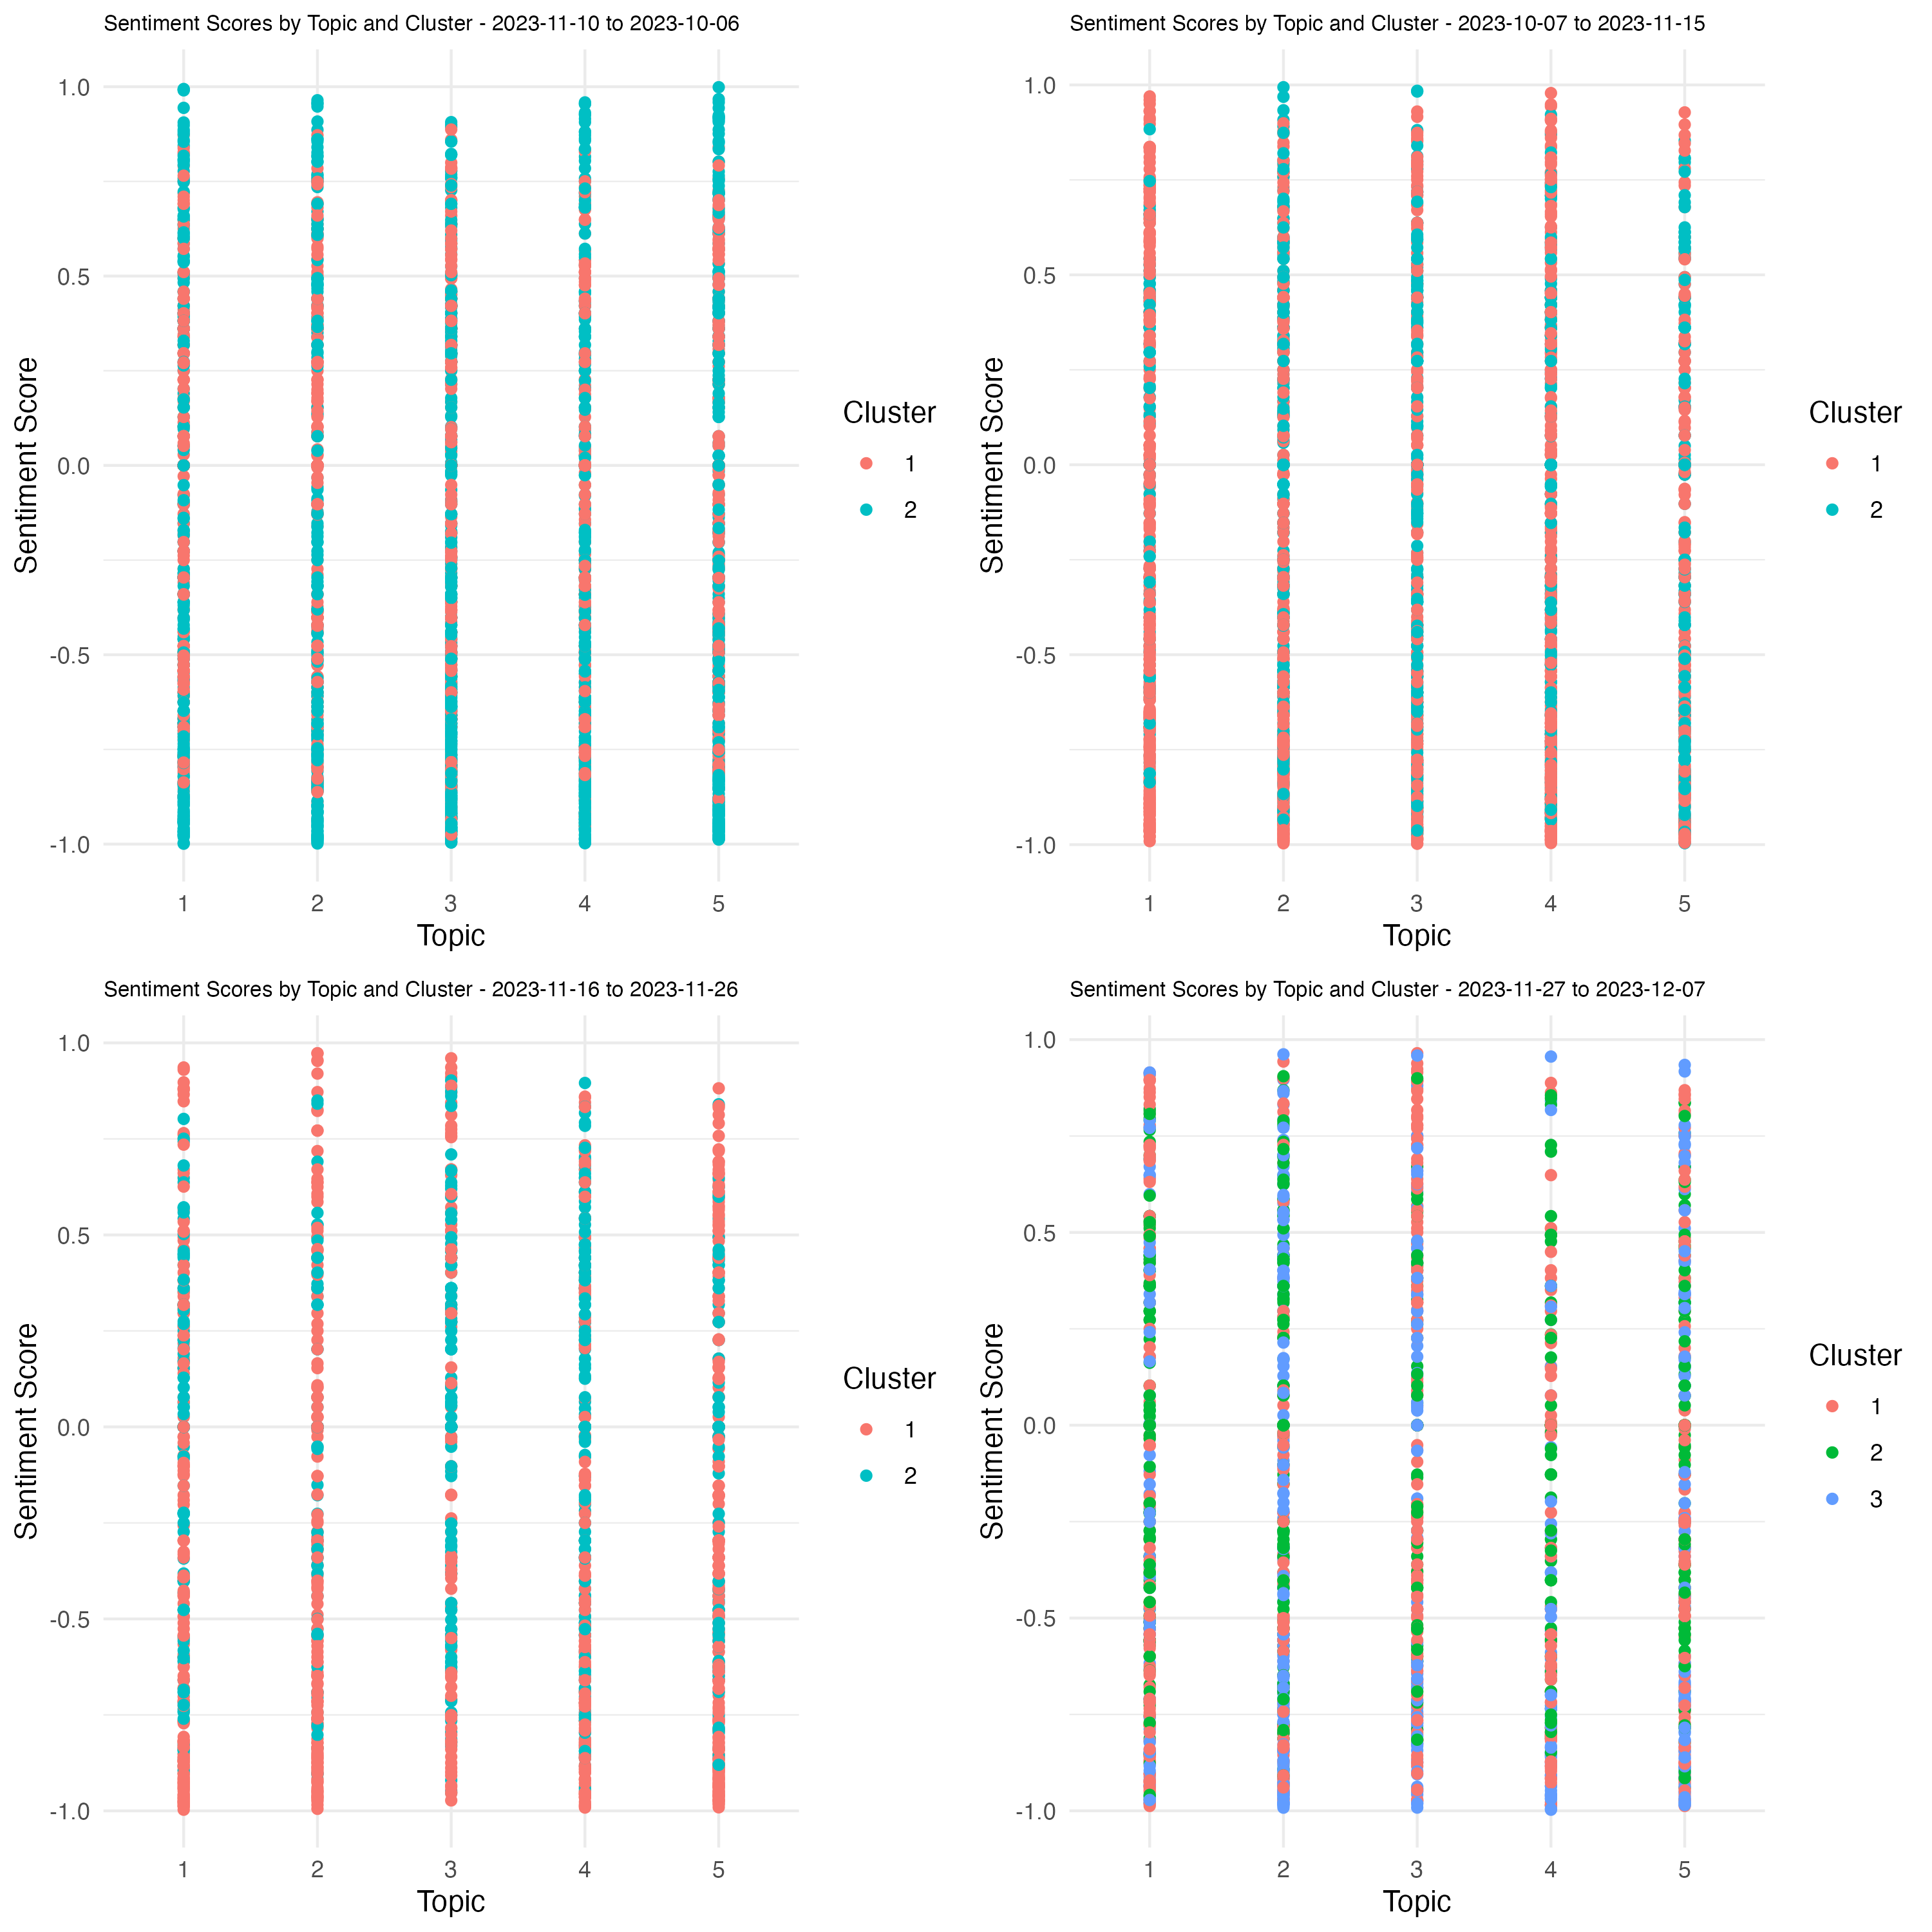 Sentiment Scores by Topic and Cluster - 2023-11-10 to 2023-10-06
1.0
0.5
0.0
-0.5
-1.0
Sentiment Score
1 2 3 4 5
Topic
Cluster
1
2
Sentiment Scores by Topic and Cluster - 2023-10-07 to 2023-11-15
1.0
0.5
0.0
-0.5
-1.0
Sentiment Score
1 2 3 4 5
Topic
Cluster
1
2
Sentiment Scores by Topic and Cluster - 2023-11-16 to 2023-11-26
1.0
0.5
0.0
-0.5
-1.0
Sentiment Score
1 2 3 4 5
Topic
Cluster
1
2
Sentiment Scores by Topic and Cluster - 2023-11-27 to 2023-12-07
1.0
0.5
0.0
-0.5
-1.0
Sentiment Score
1 2 3 4 5
Topic
Cluster
1
2
3